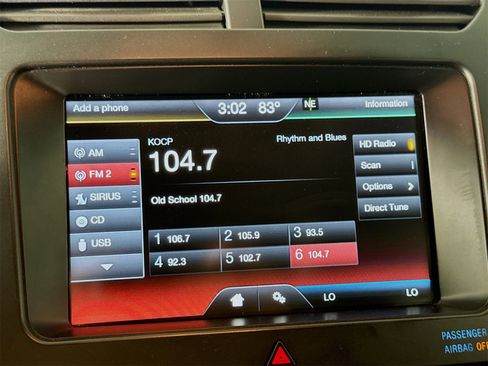 Add a phone 3:02 83° NE Information
KOCP
Rhythm and Blues
104.7
Old School 104.7
AM
FM 2
SIRIUS
CD
USB
HD Radio
Scan
Options
Direct Tune
1 106.7 2 105.9 3 93.5
4 92.3 5 102.7 6 104.7
LO LO
PASSENGER
AIRBAG OFF